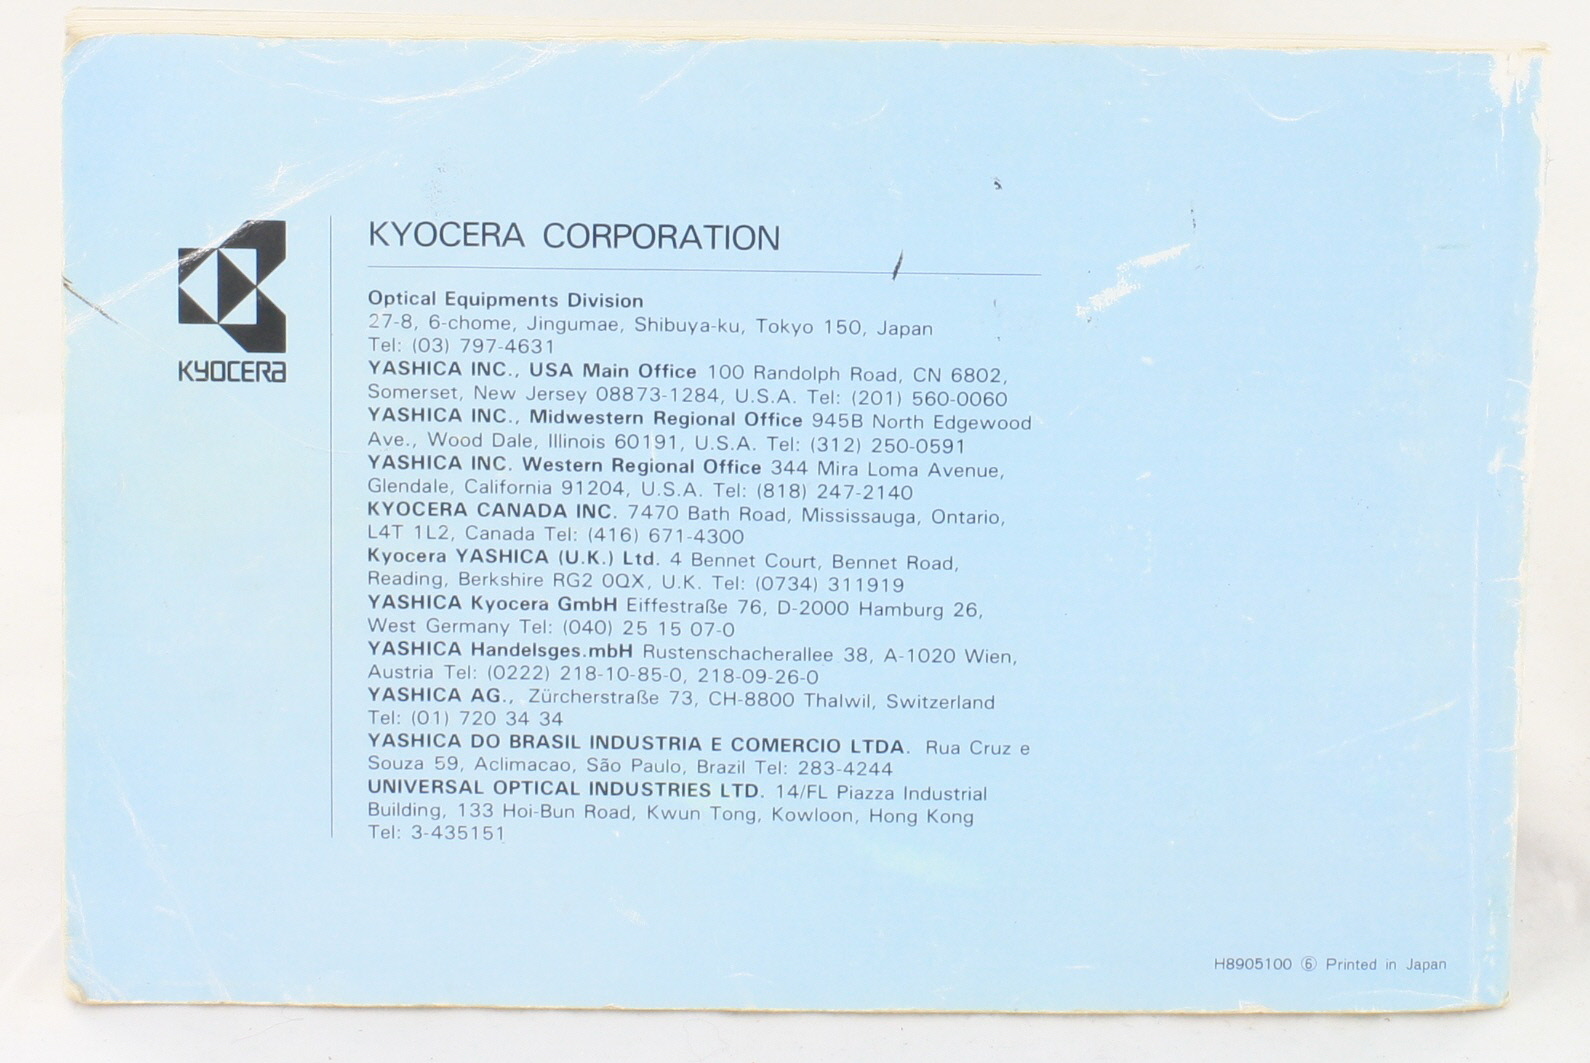 KYOCERA
KYOCERA CORPORATION
Optical Equipments Division
27-8, 6-chome, Jingumae, Shibuya-ku, Tokyo 150, Japan
Tel: (03) 797-4631
YASHICA INC., USA Main Office 100 Randolph Road, CN 6802,
Somerset, New Jersey 08873-1284, U.S.A. Tel: (201) 560-0060
YASHICA INC., Midwestern Regional Office 945B North Edgewood
Ave., Wood Dale, Illinois 60191, U.S.A. Tel: (312) 250-0591
YASHICA INC. Western Regional Office 344 Mira Loma Avenue,
Glendale, California 91204, U.S.A. Tel: (818) 247-2140
KYOCERA CANADA INC. 7470 Bath Road, Mississauga, Ontario,
L4T 1L2, Canada Tel: (416) 671-4300
Kyocera YASHICA (U.K.) Ltd. 4 Bennet Court, Bennet Road,
Reading, Berkshire RG2 0QX, U.K. Tel: (0734) 311919
YASHICA Kyocera GmbH Eiffestraße 76, D-2000 Hamburg 26,
West Germany Tel: (040) 25 15 07-0
YASHICA Handelsges.mbH Rustenschacherallee 38, A-1020 Wien,
Austria Tel: (0222) 218-10-85-0, 218-09-26-0
YASHICA AG., Zürcherstraße 73, CH-8800 Thalwil, Switzerland
Tel: (01) 720 34 34
YASHICA DO BRASIL INDUSTRIA E COMERCIO LTDA. Rua Cruz e
Souza 59, Aclimacao, São Paulo, Brazil Tel: 283-4244
UNIVERSAL OPTICAL INDUSTRIES LTD. 14/FL Piazza Industrial
Building, 133 Hoi-Bun Road, Kwun Tong, Kowloon, Hong Kong
Tel: 3-435151
H8905100 ⑥ Printed in Japan